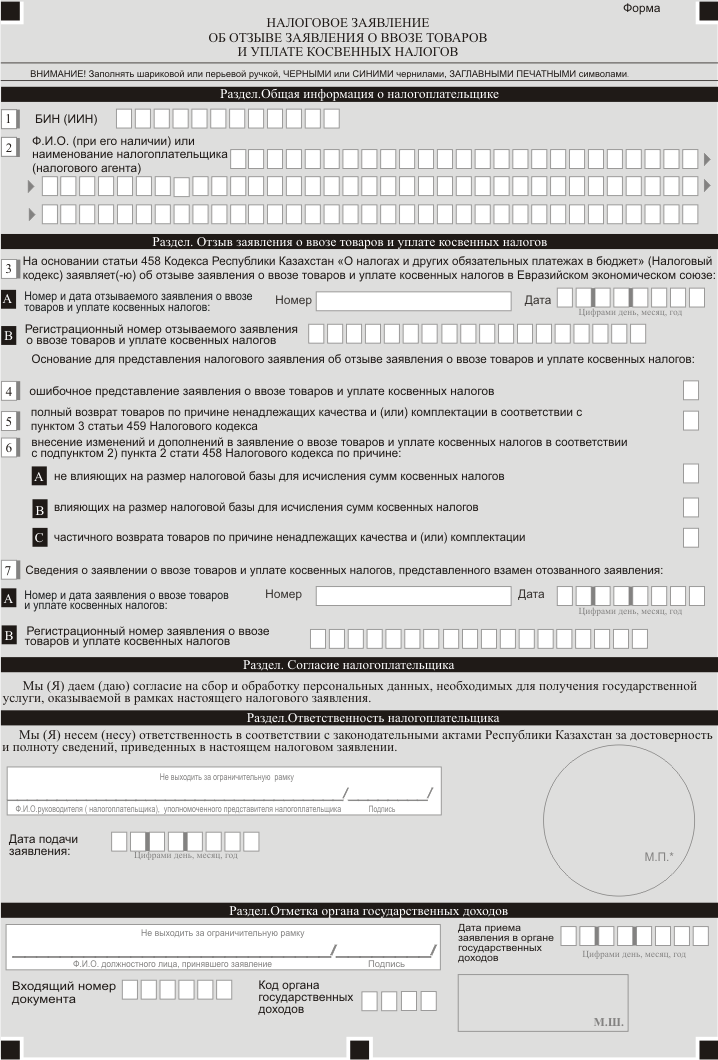 Форма
НАЛОГОВОЕ ЗАЯВЛЕНИЕ
ОБ ОТЗЫВЕ ЗАЯВЛЕНИЯ О ВВОЗЕ ТОВАРОВ
И УПЛАТЕ КОСВЕННЫХ НАЛОГОВ
ВНИМАНИЕ! Заполнять шариковой или перьевой ручкой, ЧЕРНЫМИ или СИНИМИ чернилами, ЗАГЛАВНЫМИ ПЕЧАТНЫМИ символами.
Раздел.Общая информации о налогоплательщике
1 БИН (ИИН)
2 Ф.И.О. (при его наличии) или
наименование налогоплательщика
(налогового агента)
Раздел. Отзыв заявления о ввозе товаров и уплате косвенных налогов
3 На основании статьи 458 Кодекса Республики Казахстан «О налогах и других обязательных платежах в бюджет» (Налоговый
кодекс) заявляет(-ю) об отзыве заявления о ввозе товаров и уплате косвенных налогов в Евразийском экономическом союзе:
A Номер и дата отзываемого заявления о ввозе
товаров и уплате косвенных налогов:
Номер
Дата
Цифрами день, месяц, год
B Регистрационный номер отзываемого заявления
о ввозе товаров и уплате косвенных налогов
Основание для представления налогового заявления об отзыве заявления о ввозе товаров и уплате косвенных налогов:
4 ошибочное представление заявления о ввозе товаров и уплате косвенных налогов
5 полный возврат товаров по причине ненадлежащих качества и (или) комплектации в соответствии с
пунктом 3 статьи 459 Налогового кодекса
6 внесение изменений и дополнений в заявление о ввозе товаров и уплате косвенных налогов в соответствии
с подпунктом 2) пункта 2 стати 458 Налогового кодекса по причине:
A не влияющих на размер налоговой базы для исчисления сумм косвенных налогов
B влияющих на размер налоговой базы для исчисления сумм косвенных налогов
C частичного возврата товаров по причине ненадлежащих качества и (или) комплектации
7 Сведения о заявлении о ввозе товаров и уплате косвенных налогов, представленного взамен отозванного заявления:
A Номер и дата заявления о ввозе товаров
и уплате косвенных налогов:
Номер
Дата
Цифрами день, месяц, год
B Регистрационный номер заявления о ввозе
товаров и уплате косвенных налогов
Раздел. Согласие налогоплательщика
Мы (Я) даем (даю) согласие на сбор и обработку персональных данных, необходимых для получения государственной
услуги, оказываемой в рамках настоящего налогового заявления.
Раздел.Ответственность налогоплательщика
Мы (Я) несем (несу) ответственность в соответствии с законодательными актами Республики Казахстан за достоверность
и полноту сведений, приведенных в настоящем налоговом заявлении.
Не выходить за ограничительную рамку
/ /
Ф.И.О.руководителя ( налогоплательщика), уполномоченного представителя налогоплательщика Подпись
Дата подачи
заявления:
Цифрами день, месяц, год
М.П.*
Раздел.Отметка органа государственных доходов
Не выходить за ограничительную рамку
/ /
Ф.И.О. должностного лица, принявшего заявление Подпись
Дата приема
заявления в органе
государственных
доходов
Цифрами день, месяц, год
Входящий номер
документа
Код органа
государственных
доходов
М.Ш.